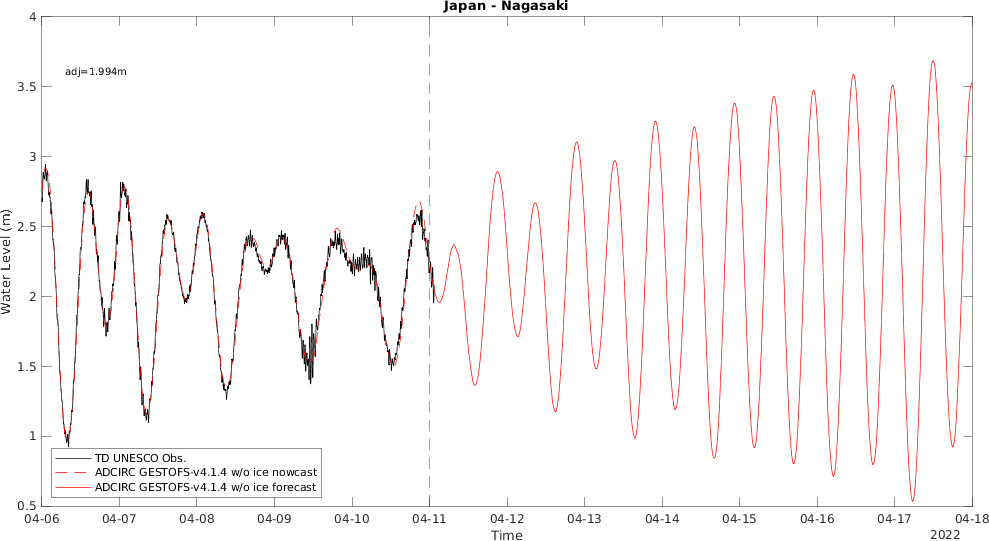 Japan - Nagasaki
4
adj=1.994m
3.5
3
2.5
Water Level (m)
2
1.5
1
TD UNESCO Obs.
ADCIRC GESTOFS-v4.1.4 w/o ice nowcast
ADCIRC GESTOFS-v4.1.4 w/o ice forecast
0.5
04-06 04-07 04-08 04-09 04-10 04-11 04-12 04-13 04-14 04-15 04-16 04-17 04-18
Time
2022